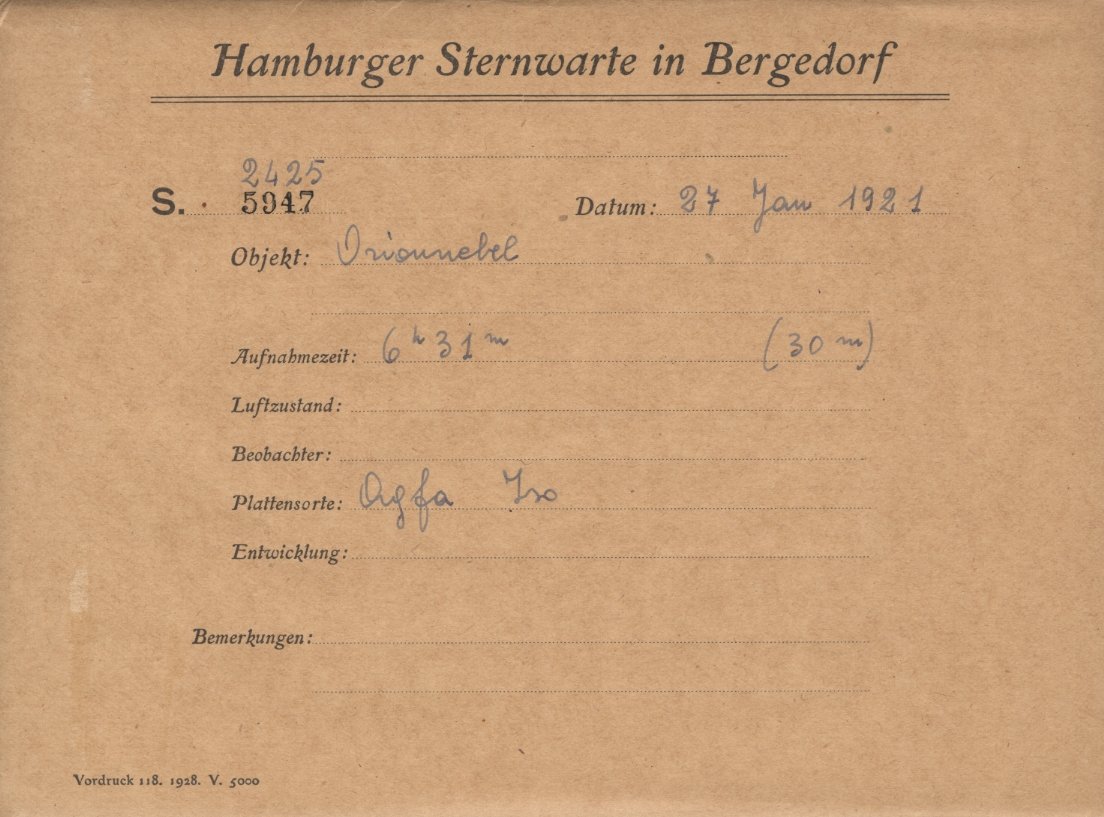 Hamburger Sternwarte in Bergedorf
2425
S. 5947 Datum: 27 Jan 1921
Objekt: Orionnebel
Aufnahmezeit: 6h 31m (30 m)
Luftzustand:
Beobachter:
Plattensorte: Agfa Iso
Entwicklung:
Bemerkungen:
Vordruck 118. 1928. V. 5000